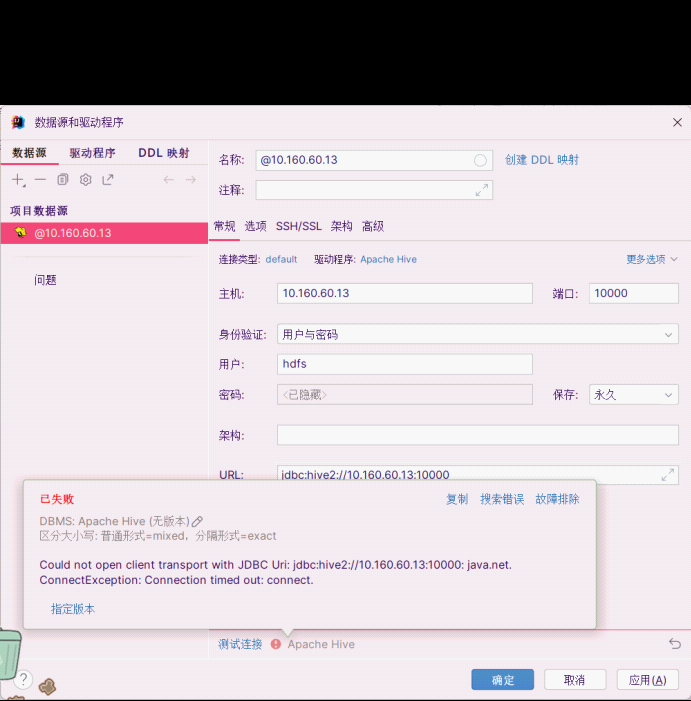 数据源和驱动程序
数据源 驱动程序 DDL 映射
项目数据源
@10.160.60.13
问题
名称: @10.160.60.13 创建 DDL 映射
注释:
常规 选项 SSH/SSL 架构 高级
连接类型: default 驱动程序: Apache Hive 更多选项
主机: 10.160.60.13 端口: 10000
身份验证: 用户与密码
用户: hdfs
密码: <已隐藏> 保存: 永久
架构:
URL: jdbc:hive2://10.160.60.13:10000
已失败 复制 搜索错误 故障排除
DBMS: Apache Hive (无版本)
区分大小写: 普通形式=mixed，分隔形式=exact
Could not open client transport with JDBC Uri: jdbc:hive2://10.160.60.13:10000: java.net.
ConnectException: Connection timed out: connect.
指定版本
测试连接 Apache Hive
?
确定 取消 应用(A)